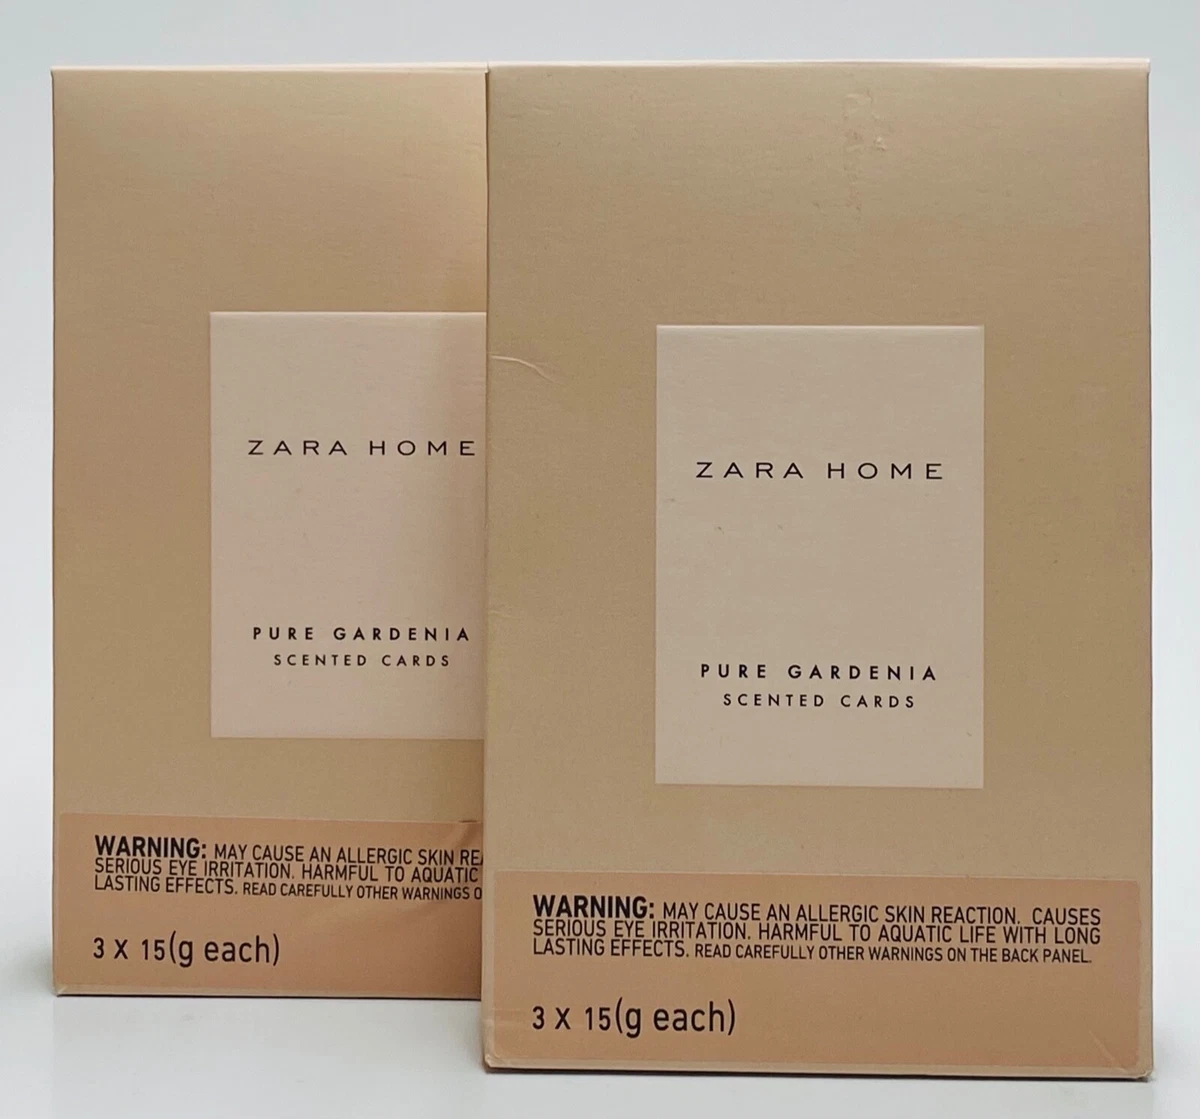 ZARA HOME
PURE GARDENIA
SCENTED CARDS
WARNING: MAY CAUSE AN ALLERGIC SKIN
SERIOUS EYE IRRITATION. HARMFUL TO AQUATIC
LASTING EFFECTS. READ CAREFULLY OTHER WARNINGS
3 X 15(g each)
ZARA HOME
PURE GARDENIA
SCENTED CARDS
WARNING: MAY CAUSE AN ALLERGIC SKIN REACTION. CAUSES
SERIOUS EYE IRRITATION. HARMFUL TO AQUATIC LIFE WITH LONG
LASTING EFFECTS. READ CAREFULLY OTHER WARNINGS ON THE BACK PANEL.
3 X 15(g each)